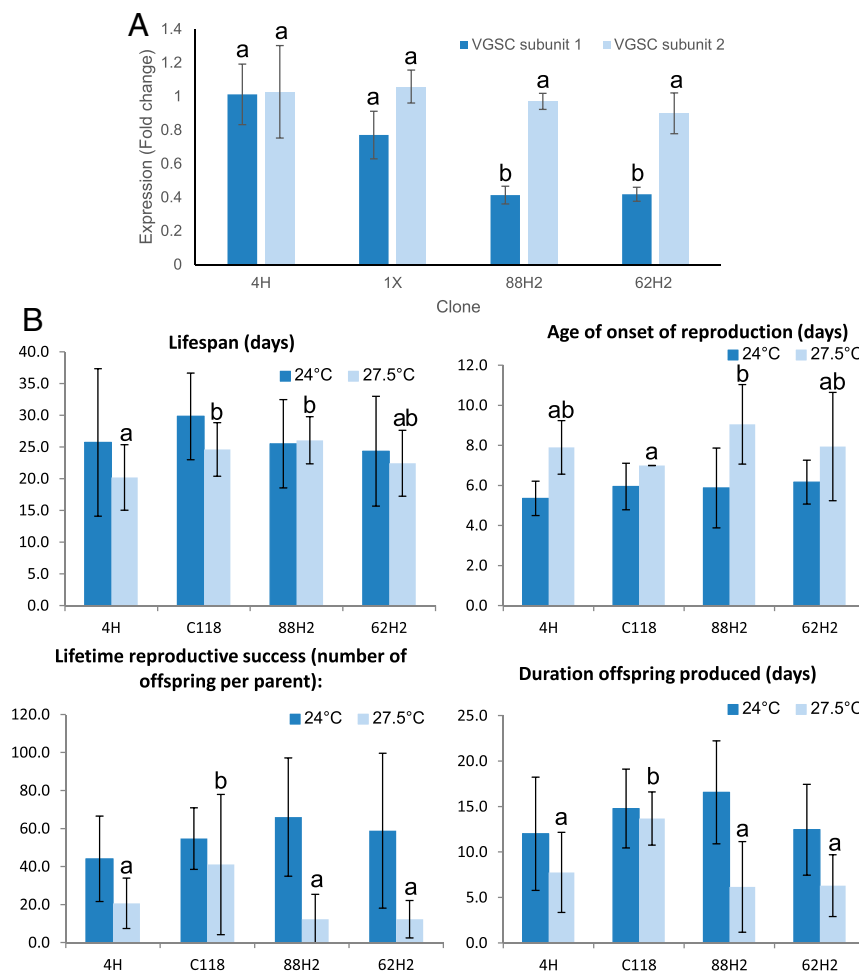 A
VGSC subunit 1 VGSC subunit 2
a a a a b a b a
1.4
1.2
1
0.8
0.6
0.4
0.2
0
Expression (Fold change)
4H 1X 88H2 62H2
Clone
B
Lifespan (days)
24°C 27.5°C
40.0
35.0
30.0
25.0
20.0
15.0
10.0
5.0
0.0
a b b ab
4H C118 88H2 62H2
Age of onset of reproduction (days)
24°C 27.5°C
12.0
10.0
8.0
6.0
4.0
2.0
0.0
ab a b ab
4H C118 88H2 62H2
Lifetime reproductive success (number of
offspring per parent):
24°C 27.5°C
120.0
100.0
80.0
60.0
40.0
20.0
0.0
a b a a
4H C118 88H2 62H2
Duration offspring produced (days)
24°C 27.5°C
25.0
20.0
15.0
10.0
5.0
0.0
a b a a
4H C118 88H2 62H2